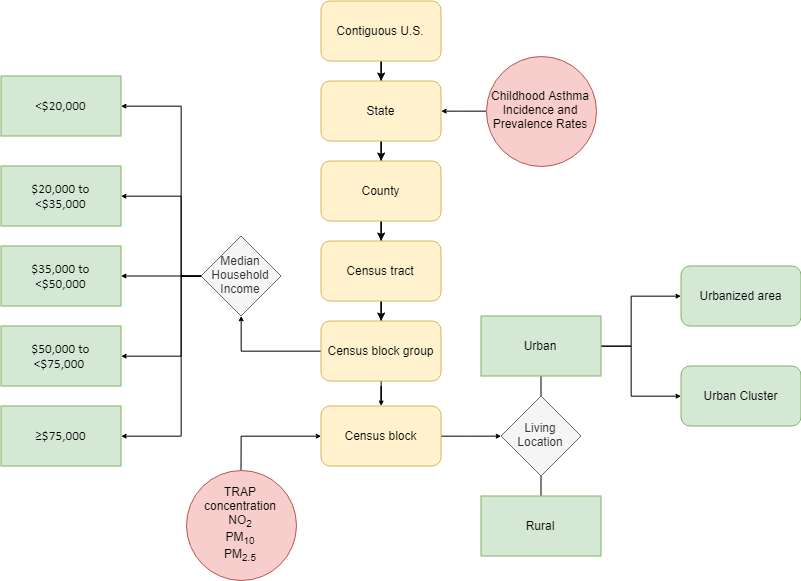 Contiguous U.S.
<$20,000
State
Childhood Asthma
Incidence and
Prevalence Rates
$20,000 to
<$35,000
County
Median
Household
Income
$35,000 to
<$50,000
Census tract
Urbanized area
$50,000 to
<$75,000
Census block group
Urban
Urban Cluster
≥$75,000
Census block
Living
Location
TRAP
concentration
NO2
PM10
PM2.5
Rural